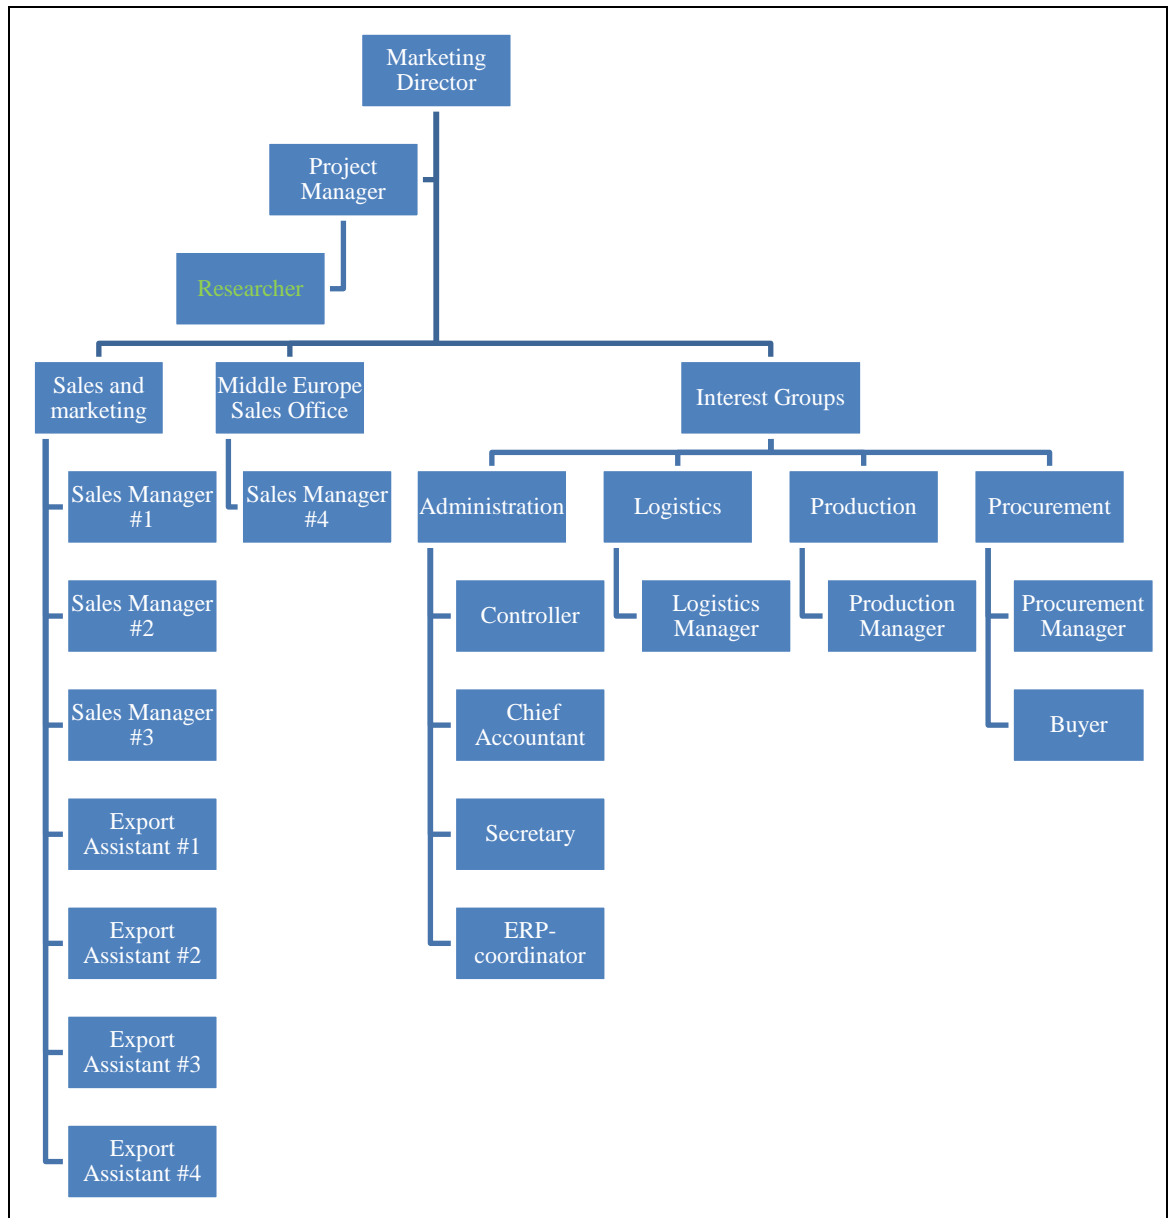 Marketing
Director
Project
Manager
Researcher
Sales and
marketing
Middle Europe
Sales Office
Interest Groups
Sales Manager
#1
Sales Manager
#4
Administration
Logistics
Production
Procurement
Sales Manager
#2
Controller
Logistics
Manager
Production
Manager
Procurement
Manager
Sales Manager
#3
Chief
Accountant
Buyer
Export
Assistant #1
Secretary
Export
Assistant #2
ERP-
coordinator
Export
Assistant #3
Export
Assistant #4